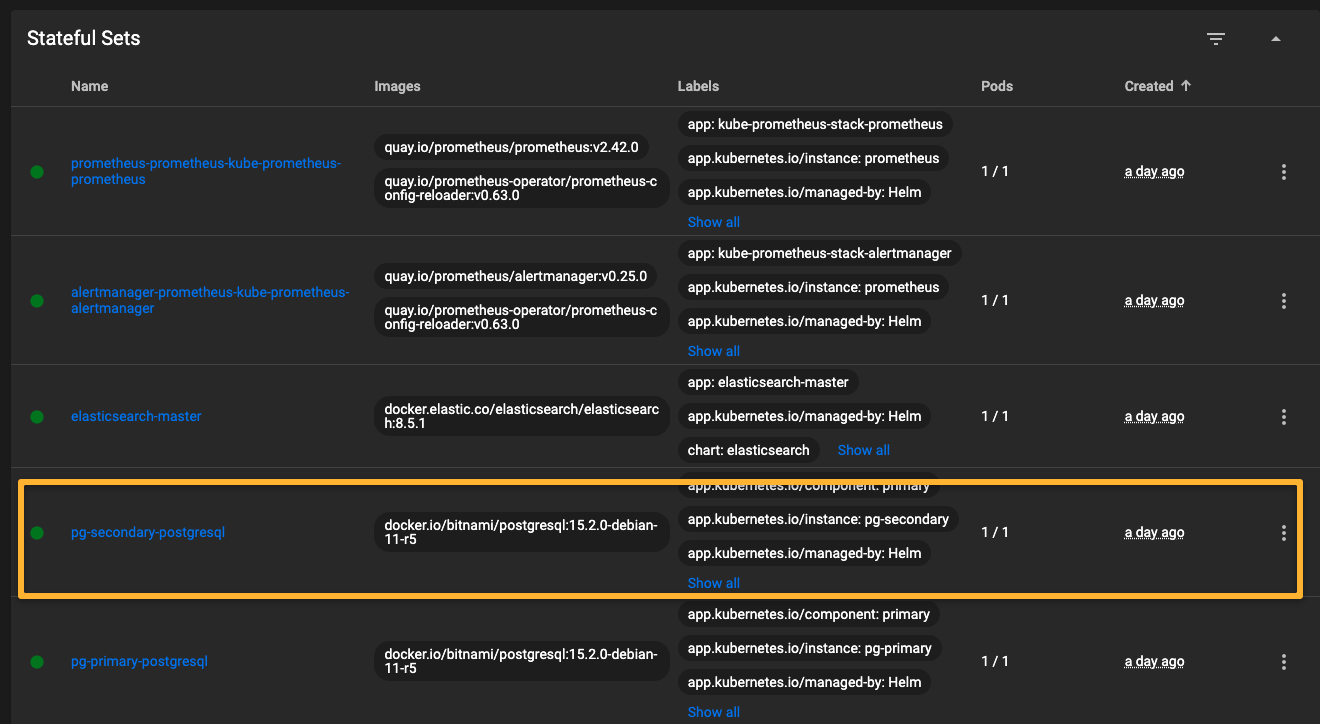 Stateful Sets
Name Images Labels Pods Created
prometheus-prometheus-kube-prometheus-
prometheus
quay.io/prometheus/prometheus:v2.42.0
quay.io/prometheus-operator/prometheus-c
onfig-reloader:v0.63.0
app: kube-prometheus-stack-prometheus
app.kubernetes.io/instance: prometheus
app.kubernetes.io/managed-by: Helm
Show all
1 / 1
a day ago
alertmanager-prometheus-kube-prometheus-
alertmanager
quay.io/prometheus/alertmanager:v0.25.0
quay.io/prometheus-operator/prometheus-c
onfig-reloader:v0.63.0
app: kube-prometheus-stack-alertmanager
app.kubernetes.io/instance: prometheus
app.kubernetes.io/managed-by: Helm
Show all
1 / 1
a day ago
elasticsearch-master
docker.elastic.co/elasticsearch/elasticsearc
h:8.5.1
app: elasticsearch-master
app.kubernetes.io/managed-by: Helm
chart: elasticsearch Show all
1 / 1
a day ago
pg-secondary-postgresql
docker.io/bitnami/postgresql:15.2.0-debian-
11-r5
app.kubernetes.io/component: primary
app.kubernetes.io/instance: pg-secondary
app.kubernetes.io/managed-by: Helm
Show all
1 / 1
a day ago
pg-primary-postgresql
docker.io/bitnami/postgresql:15.2.0-debian-
11-r5
app.kubernetes.io/component: primary
app.kubernetes.io/instance: pg-primary
app.kubernetes.io/managed-by: Helm
Show all
1 / 1
a day ago